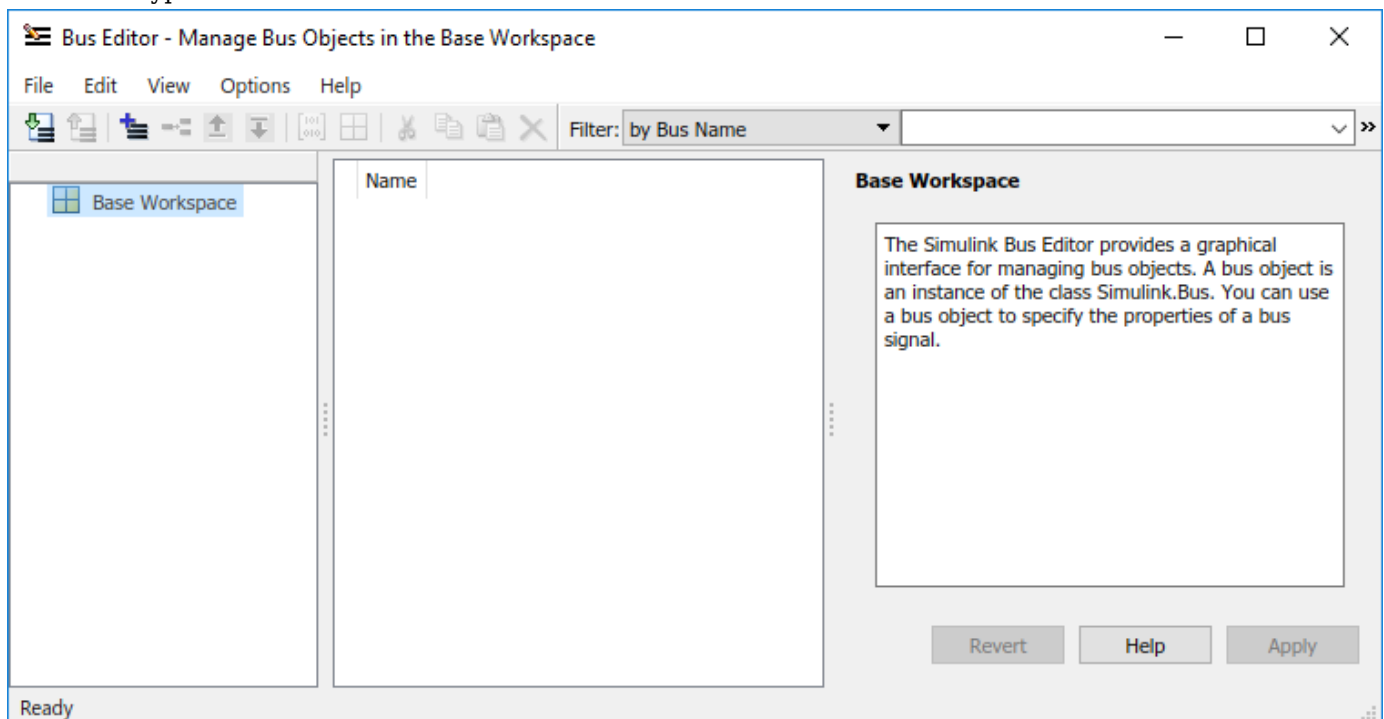 Bus Editor - Manage Bus Objects in the Base Workspace
File Edit View Options Help
Filter: by Bus Name
Base Workspace
Name
Base Workspace
The Simulink Bus Editor provides a graphical
interface for managing bus objects. A bus object is
an instance of the class Simulink.Bus. You can use
a bus object to specify the properties of a bus
signal.
Revert Help Apply
Ready